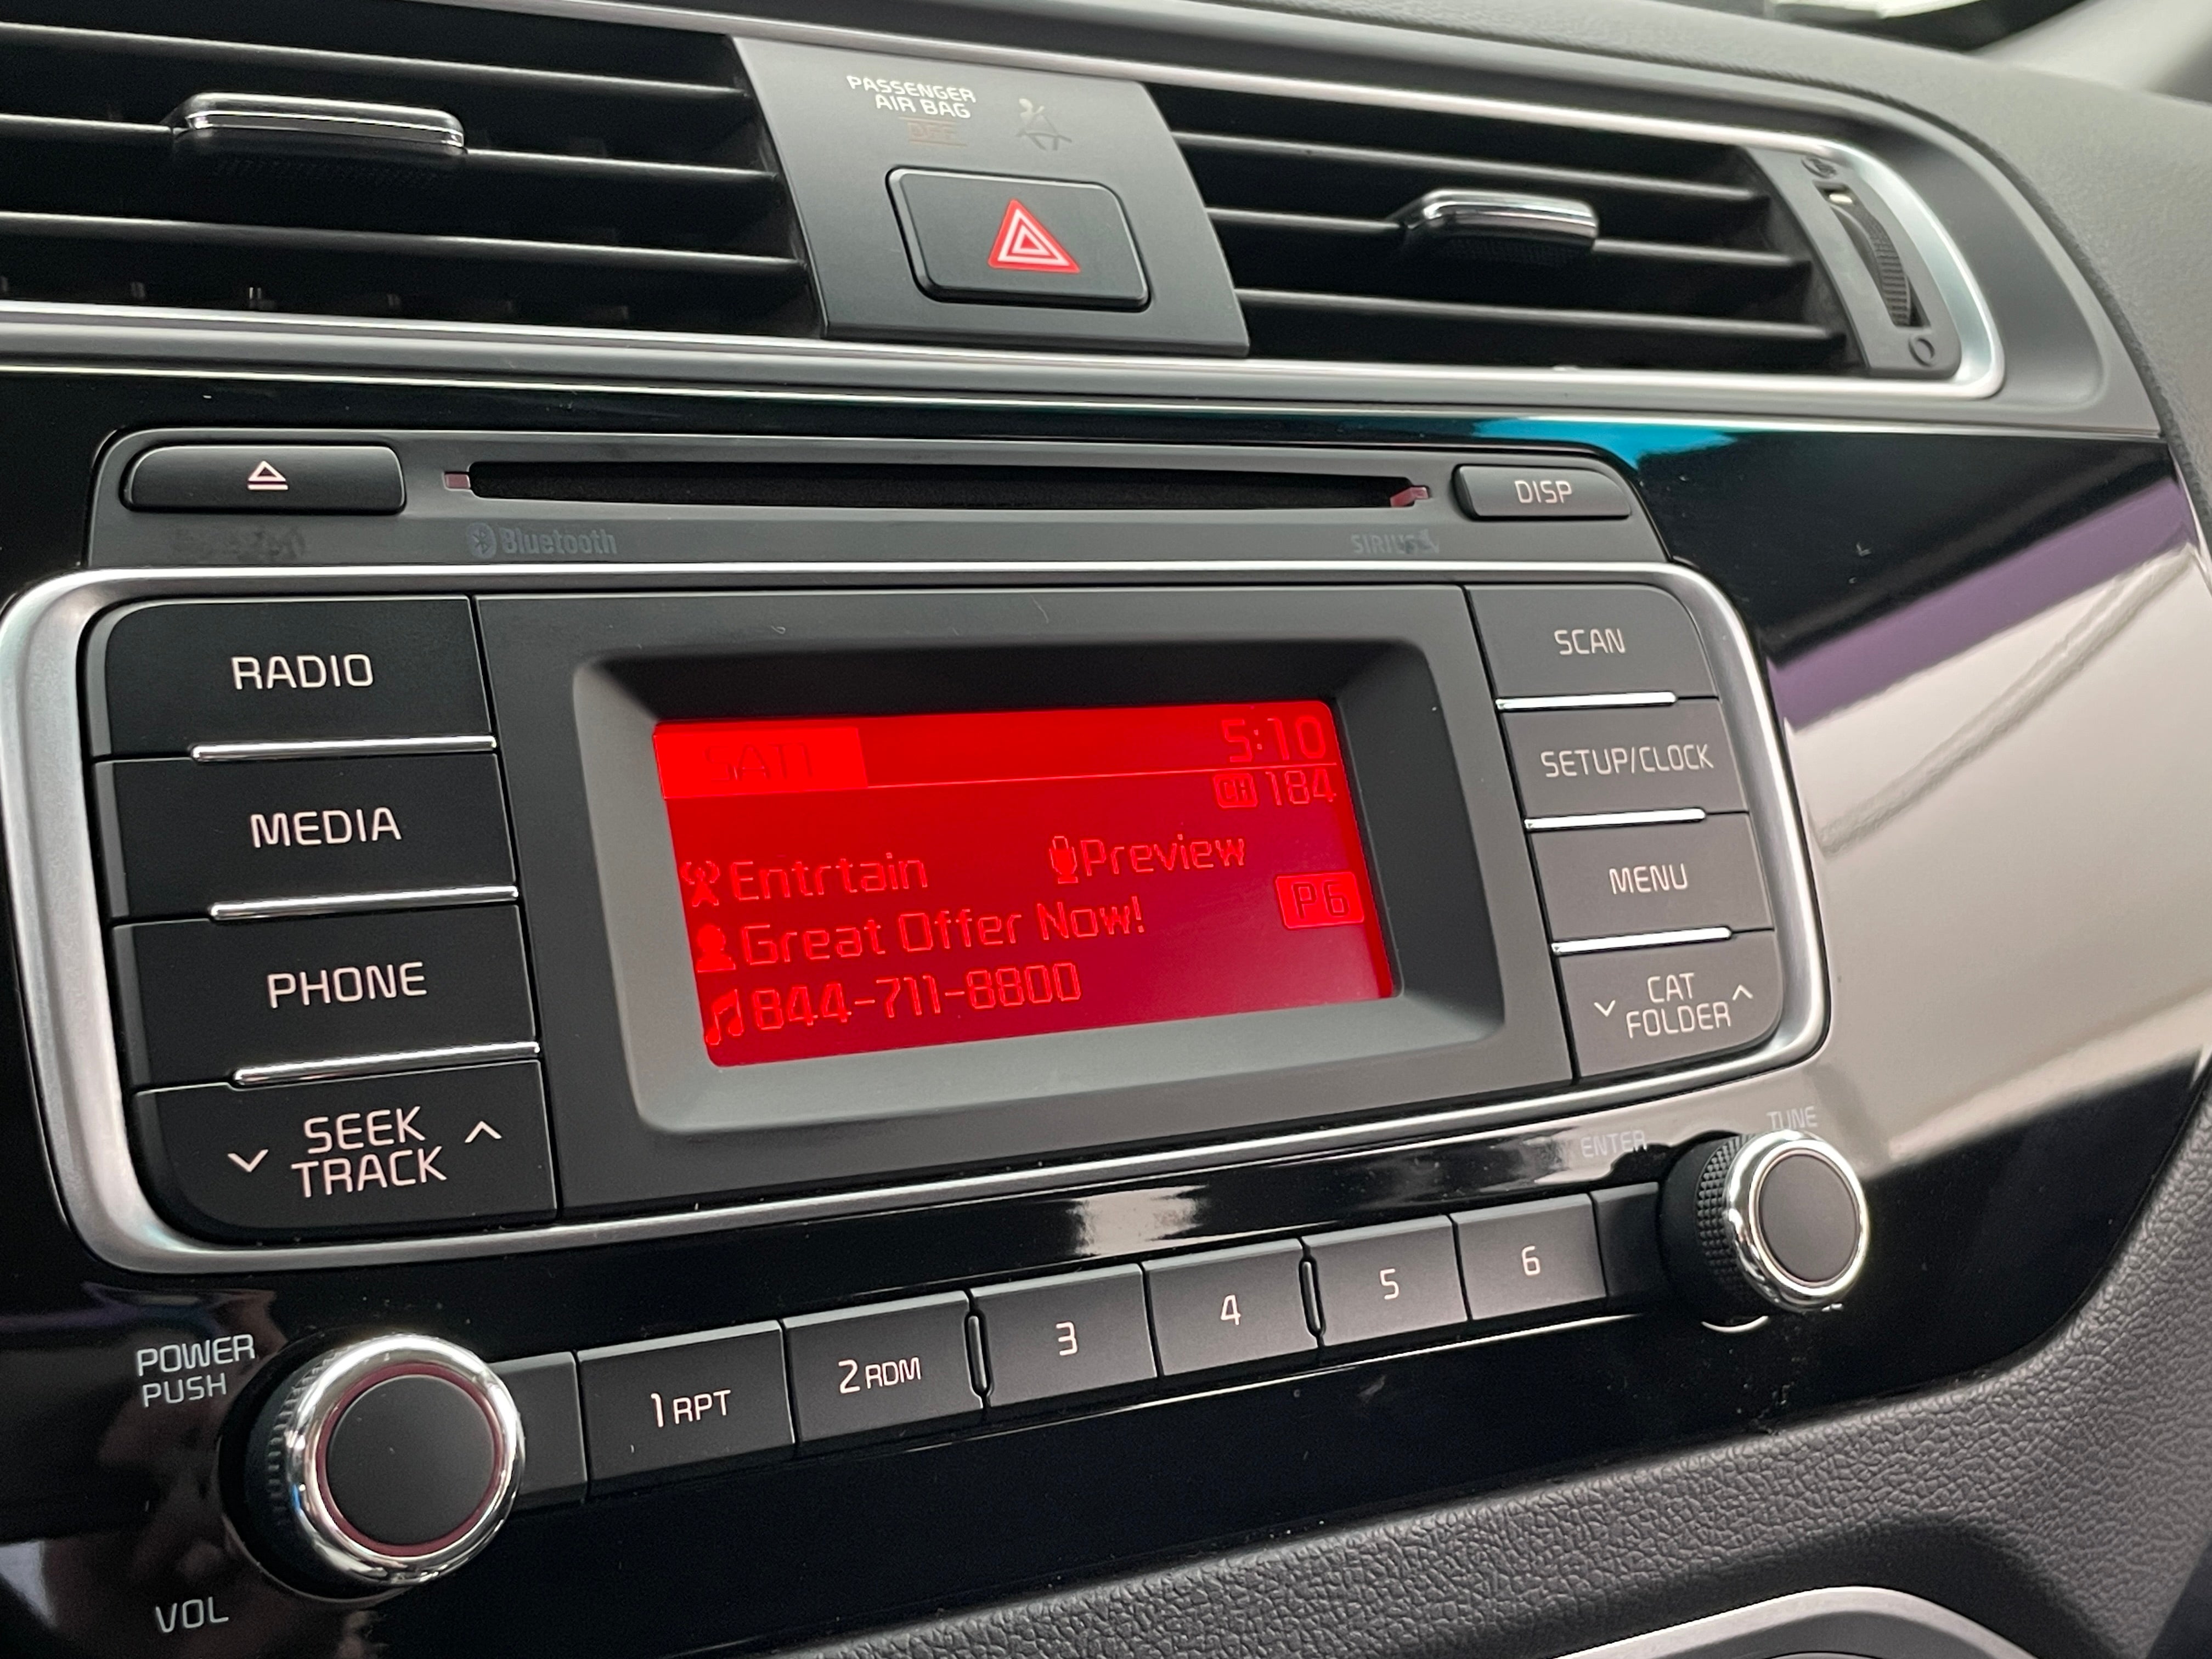 PASSENGER
AIR BAG
OFF
DISP
Bluetooth
SIRIUS
RADIO
MEDIA
PHONE
SEEK
TRACK
SAT1
5:10
CH 184
Entrtain Preview
Great Offer Now! P6
844-711-8800
SCAN
SETUP/CLOCK
MENU
CAT
FOLDER
TUNE
ENTER
POWER
PUSH
VOL
1 RPT
2 RDM
3
4
5
6